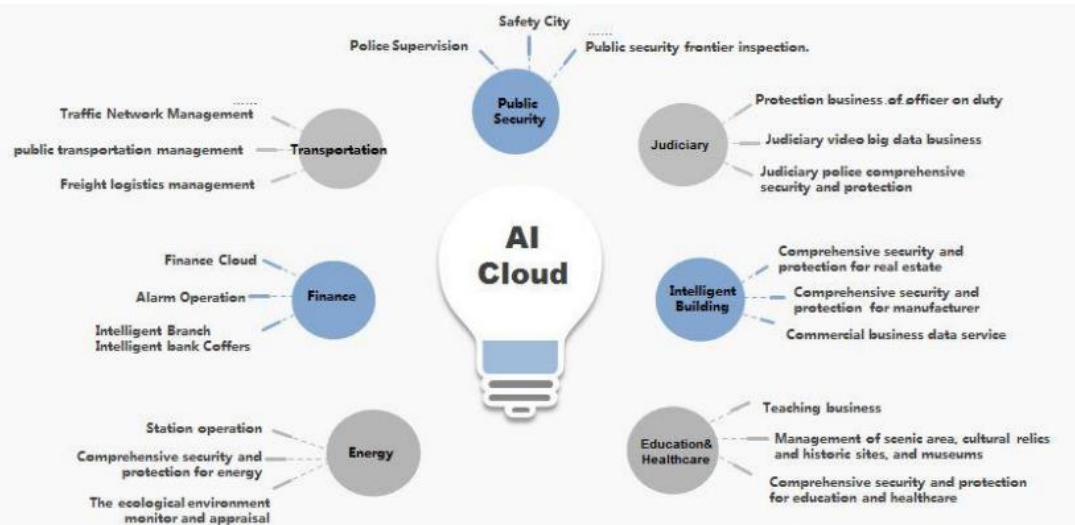 Safety City
Police Supervision
......
Public security frontier inspection.
Public
Security
......
Traffic Network Management
public transportation management
Freight logistics management
Transportation
Judiciary
Protection business of officer on duty
Judiciary video big data business
Judiciary police comprehensive
security and protection
AI
Cloud
Finance Cloud
Alarm Operation
Intelligent Branch
Intelligent bank Coffers
Finance
Intelligent
Building
Comprehensive security and
protection for real estate
Comprehensive security and
protection for manufacturer
Commercial business data service
Station operation
Comprehensive security and
protection for energy
The ecological environment
monitor and appraisal
Energy
Education&
Healthcare
Teaching business
Management of scenic area, cultural relics
and historic sites, and museums
Comprehensive security and protection
for education and healthcare